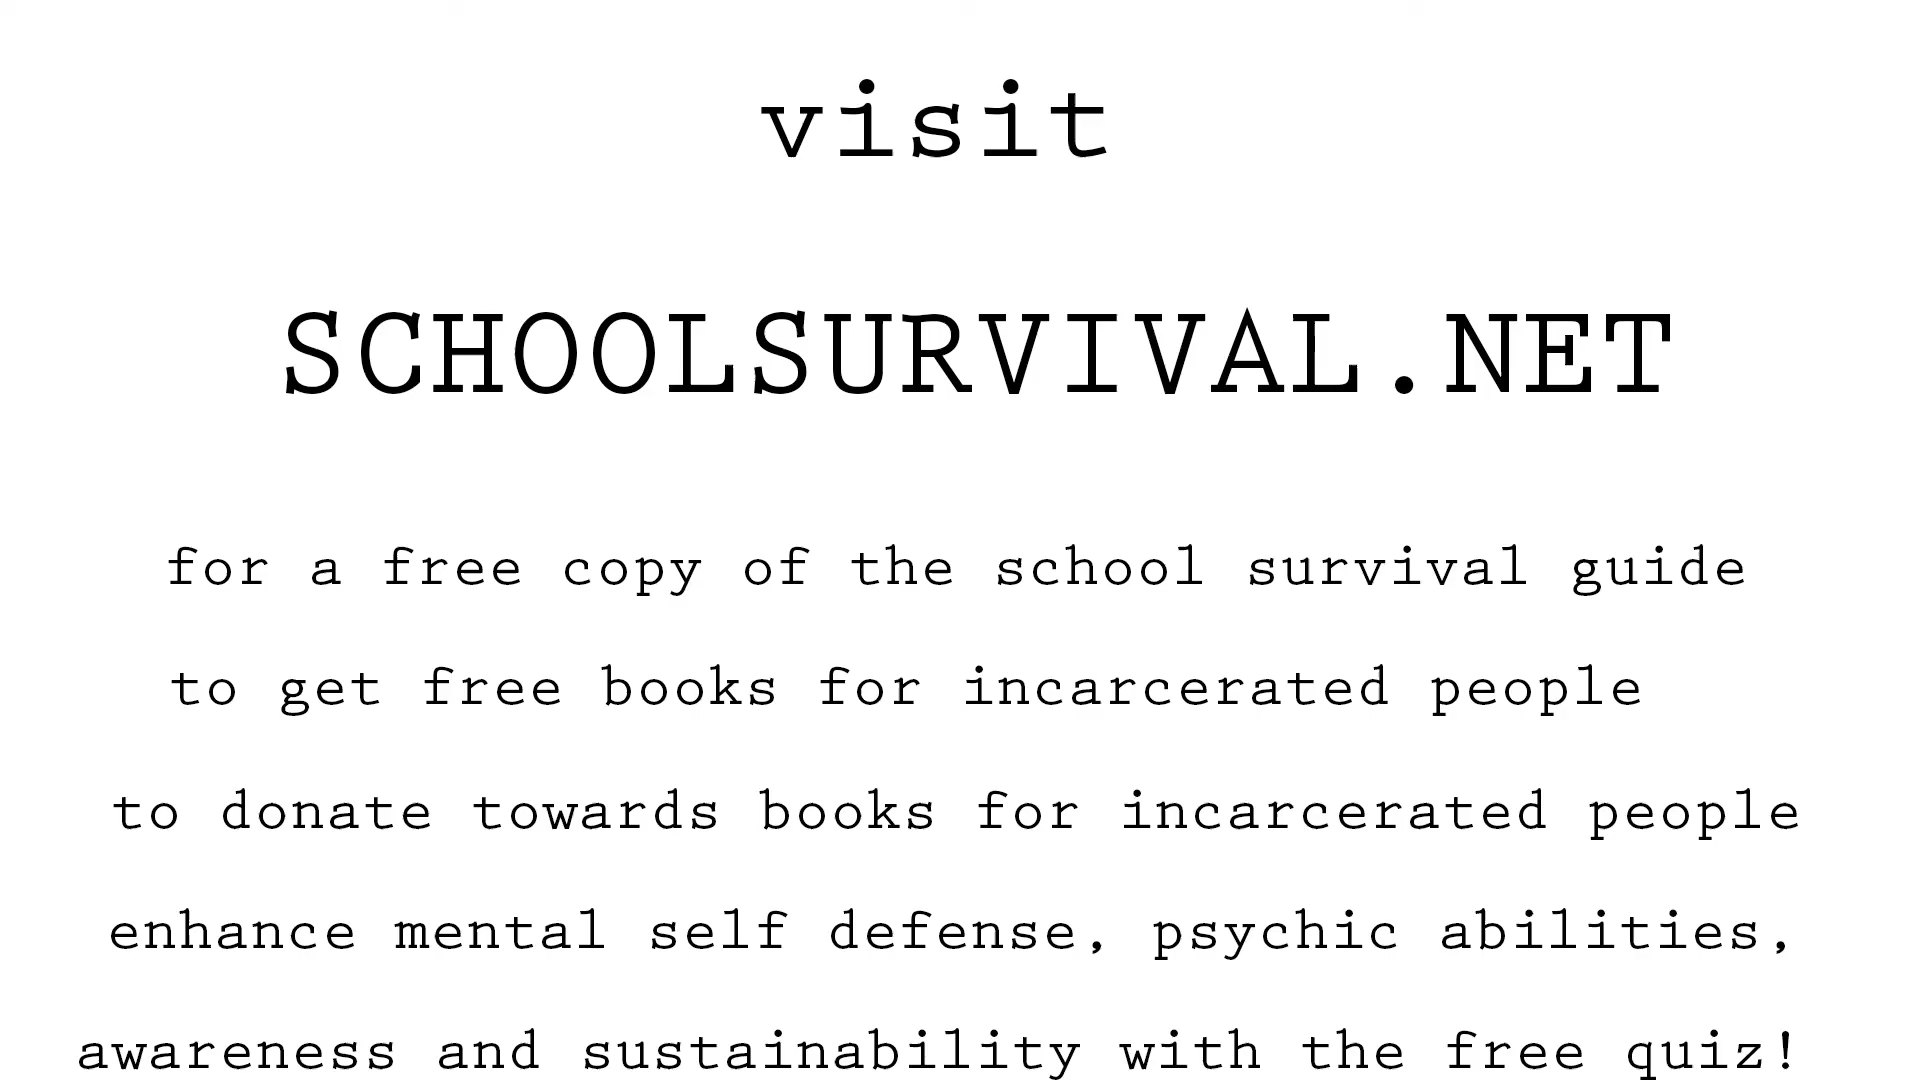 visit
SCHOOLSURVIVAL.NET
for a free copy of the school survival guide
to get free books for incarcerated people
to donate towards books for incarcerated people
enhance mental self defense, psychic abilities,
awareness and sustainability with the free quiz!